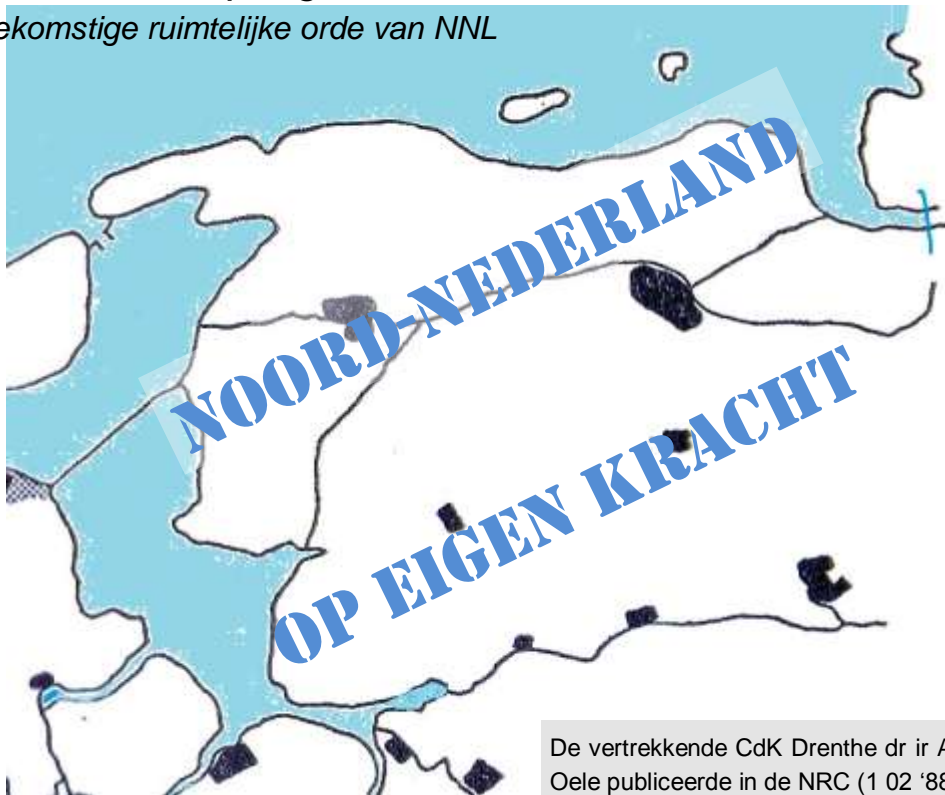 ekomstige ruimtelijke orde van NNL
NOORD-NEDERLAND
OP EIGEN KRACHT
De vertrekkende CdK Drenthe dr ir A
Oele publiceerde in de NRC (1 02 ‘88